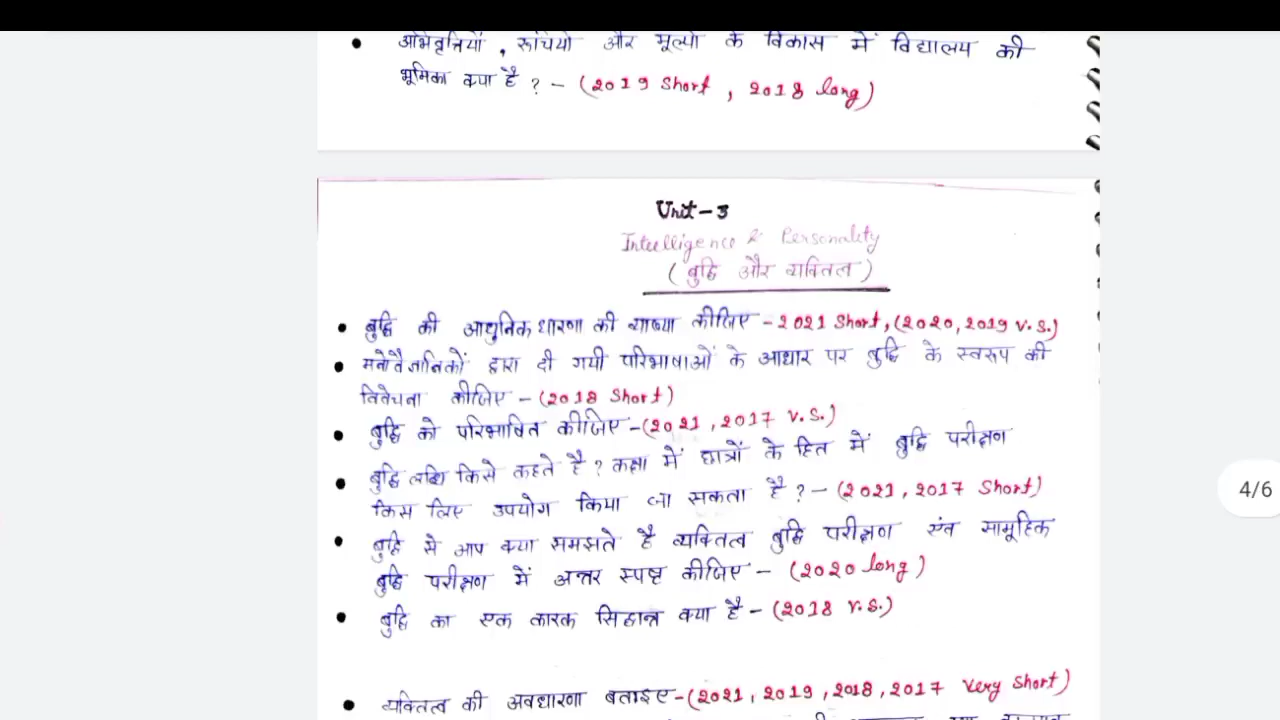 अभिवृत्तियों, रूचियों और मूल्यों के विकास में विद्यालय की
भूमिका क्या है? - (2019 Short, 2018 long)
Unit-3
Intelligence & Personality
(बुद्धि और व्यक्तित्व)
• बुद्धि की आधुनिक धारणा की व्याख्या कीजिए - 2021 Short, (2020, 2019 V.S.)
• मनोवैज्ञानिकों द्वारा दी गयी परिभाषाओं के आधार पर बुद्धि के स्वरूप की
विवेचना कीजिए - (2018 Short)
• बुद्धि को परिभाषित कीजिए - (2021, 2017 V.S.)
• बुद्धि लब्धि किसे कहते है? कक्षा में छात्रों के हित में बुद्धि परीक्षण
किस लिए उपयोग किया जा सकता है? - (2021, 2017 Short)
• बुद्धि से आप क्या समझते है व्यक्तित्व बुद्धि परीक्षण एंव सामूहिक
बुद्धि परीक्षण में अन्तर स्पष्ट कीजिए - (2020 long)
• बुद्धि का एक कारक सिद्धान्त क्या है - (2018 V.S.)
• व्यक्तित्व की अवधारणा बताइए - (2021, 2019, 2018, 2017 Very Short)
4/6